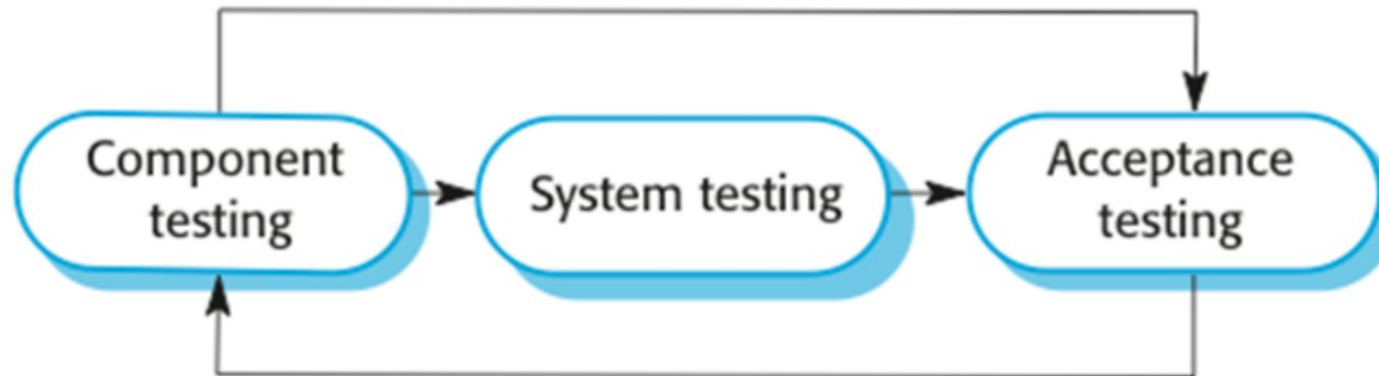 Component
testing
System testing
Acceptance
testing